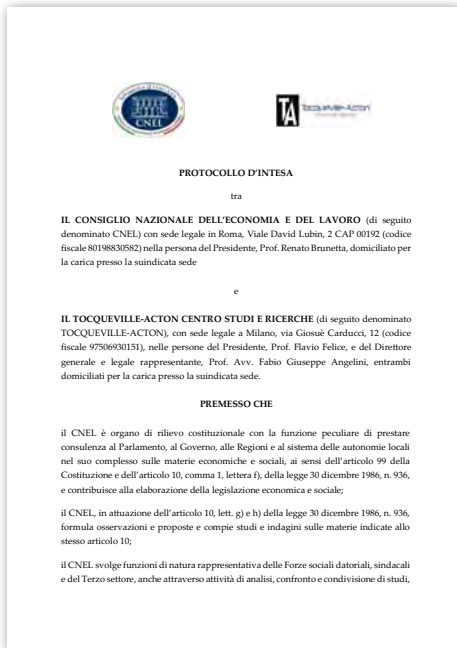 CNEL
TA Tocqueville-Acton
PROTOCOLLO D'INTESA
tra
IL CONSIGLIO NAZIONALE DELL'ECONOMIA E DEL LAVORO (di seguito
denominato CNEL) con sede legale in Roma, Viale David Lubin, 2 CAP 00192 (codice
fiscale 80198830582) nella persona del Presidente, Prof. Renato Brunetta, domiciliato per
la carica presso la suindicata sede
e
IL TOCQUEVILLE-ACTON CENTRO STUDI E RICERCHE (di seguito denominato
TOCQUEVILLE-ACTON), con sede legale a Milano, via Giosuè Carducci, 12 (codice
fiscale 97506930151), nelle persone del Presidente, Prof. Flavio Felice, e del Direttore
generale e legale rappresentante, Prof. Avv. Fabio Giuseppe Angelini, entrambi
domiciliati per la carica presso la suindicata sede.
PREMESSO CHE
il CNEL è organo di rilievo costituzionale con la funzione peculiare di prestare
consulenza al Parlamento, al Governo, alle Regioni e al sistema delle autonomie locali
nel suo complesso sulle materie economiche e sociali, ai sensi dell'articolo 99 della
Costituzione e dell'articolo 10, comma 1, lettera f), della legge 30 dicembre 1986, n. 936,
e contribuisce alla elaborazione della legislazione economica e sociale;
il CNEL, in attuazione dell'articolo 10, lett. g) e h) della legge 30 dicembre 1986, n. 936,
formula osservazioni e proposte e compie studi e indagini sulle materie indicate allo
stesso articolo 10;
il CNEL svolge funzioni di natura rappresentativa delle Forze sociali datoriali, sindacali
e del Terzo settore, anche attraverso attività di analisi, confronto e condivisione di studi,